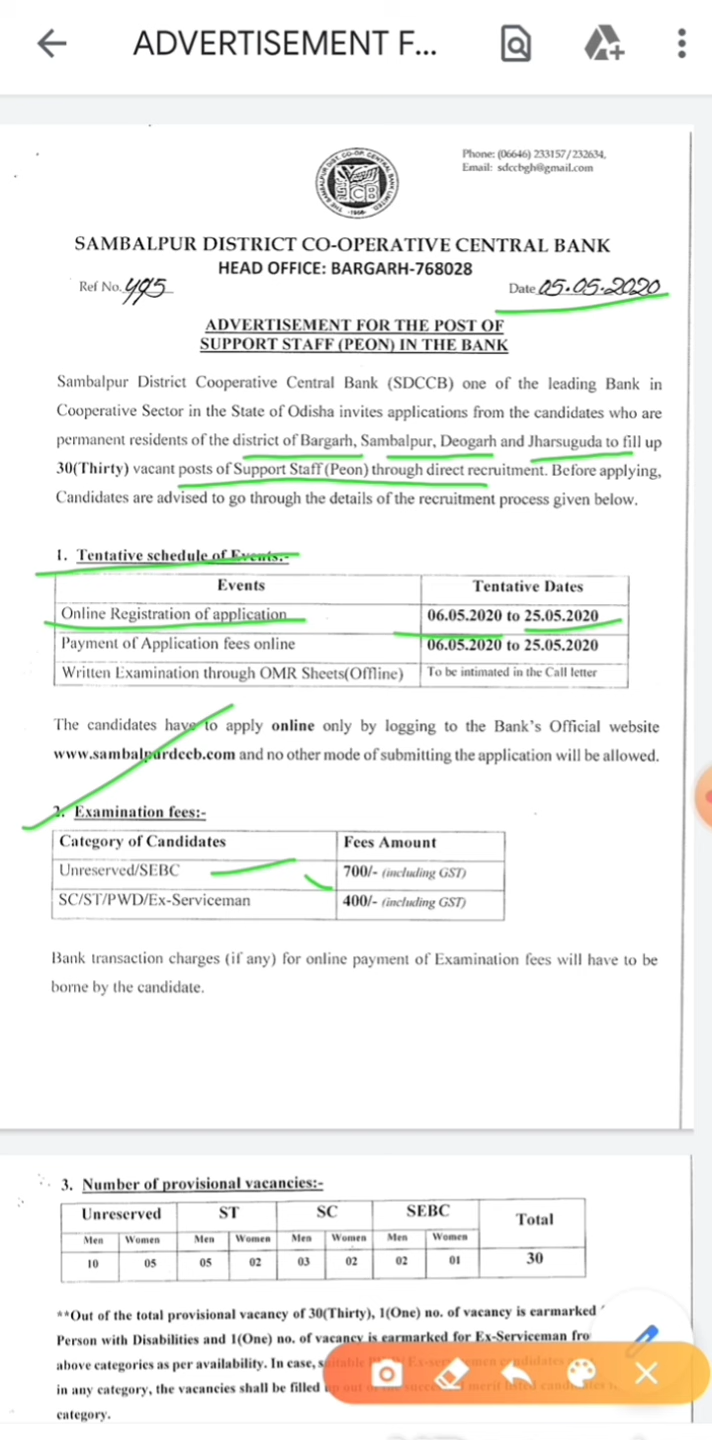 ADVERTISEMENT F...
Phone: (06646) 233157/232634,
Email: sdccbgh@gmail.com
SAMBALPUR DISTRICT CO-OPERATIVE CENTRAL BANK
HEAD OFFICE: BARGARH-768028
Ref No. 495
Date 05.05.2020
ADVERTISEMENT FOR THE POST OF
SUPPORT STAFF (PEON) IN THE BANK
Sambalpur District Cooperative Central Bank (SDCCB) one of the leading Bank in
Cooperative Sector in the State of Odisha invites applications from the candidates who are
permanent residents of the district of Bargarh, Sambalpur, Deogarh and Jharsuguda to fill up
30(Thirty) vacant posts of Support Staff (Peon) through direct recruitment. Before applying,
Candidates are advised to go through the details of the recruitment process given below.
1. Tentative schedule of Events:-
Events Tentative Dates
Online Registration of application 06.05.2020 to 25.05.2020
Payment of Application fees online 06.05.2020 to 25.05.2020
Written Examination through OMR Sheets(Offline) To be intimated in the Call letter
The candidates have to apply online only by logging to the Bank's Official website
www.sambalpurdccb.com and no other mode of submitting the application will be allowed.
2. Examination fees:-
Category of Candidates Fees Amount
Unreserved/SEBC 700/- (including GST)
SC/ST/PWD/Ex-Serviceman 400/- (including GST)
Bank transaction charges (if any) for online payment of Examination fees will have to be
borne by the candidate.
3. Number of provisional vacancies:-
Unreserved ST SC SEBC Total
Men Women Men Women Men Women Men Women
10 05 05 02 03 02 02 01 30
**Out of the total provisional vacancy of 30(Thirty), 1(One) no. of vacancy is earmarked
Person with Disabilities and 1(One) no. of vacancy is earmarked for Ex-Serviceman fro
above categories as per availability. In case,
in any category, the vacancies shall be filled
category.